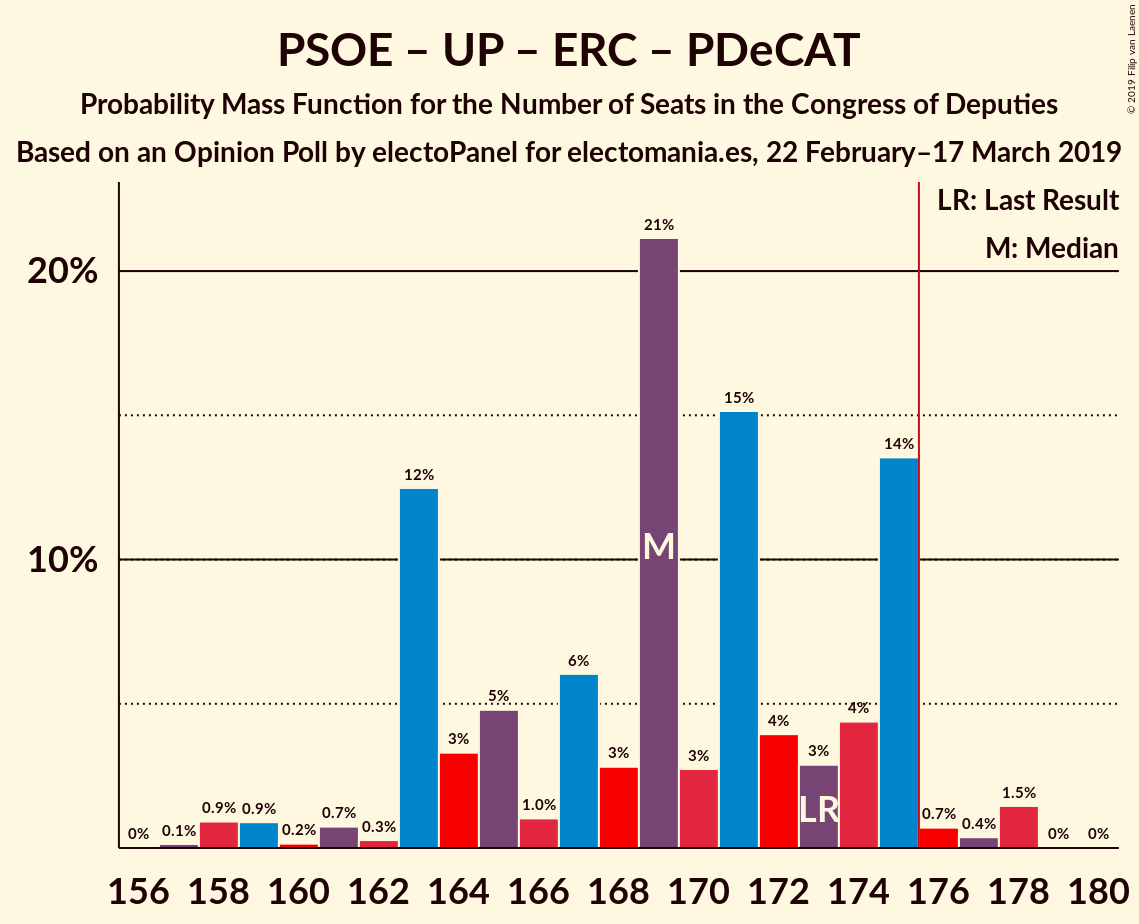 PSOE – UP – ERC – PDeCAT
Probability Mass Function for the Number of Seats in the Congress of Deputies
Based on an Opinion Poll by electoPanel for electomania.es, 22 February–17 March 2019
© 2019 Filip van Laenen
LR: Last Result
M: Median
20%
10%
0% 0.1% 0.9% 0.9% 0.2% 0.7% 0.3% 12% 3% 5% 1.0% 6% 3% 21% 3% 15% 4% 3% 4% 14% 0.7% 0.4% 1.5% 0% 0%
M
LR
156 158 160 162 164 166 168 170 172 174 176 178 180